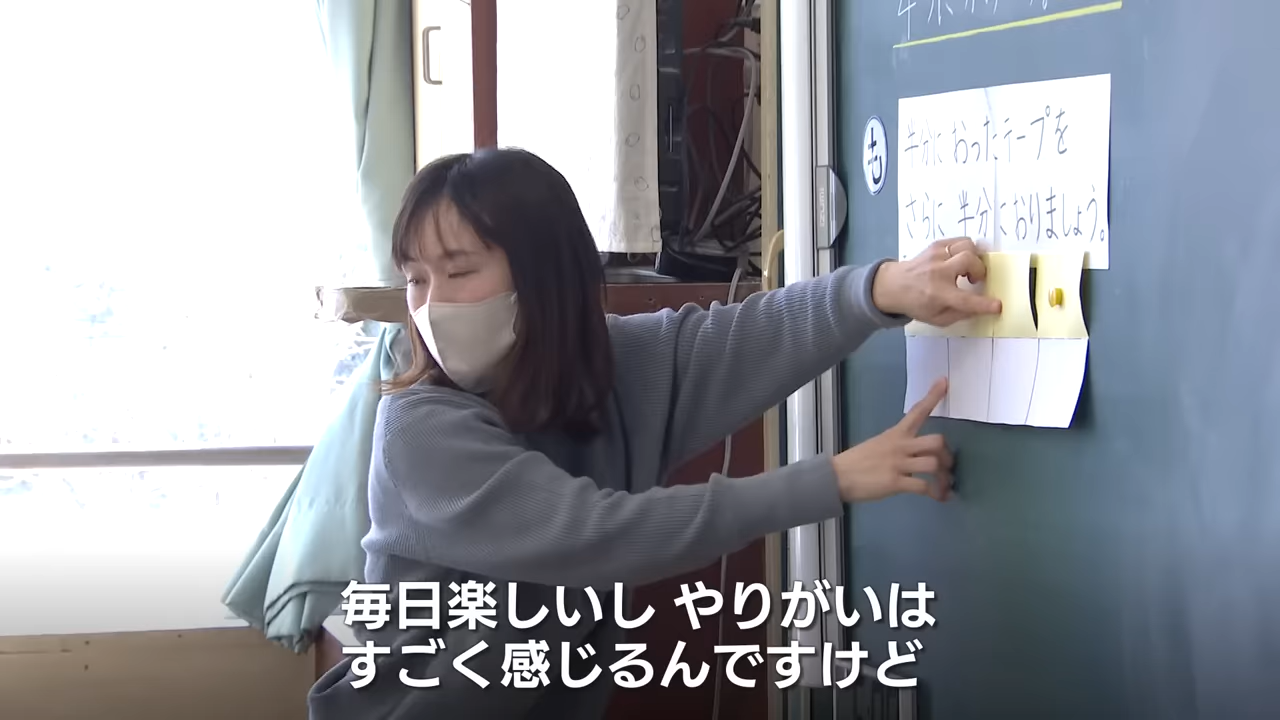 も
半分に おったテープを
さらに 半分におりましょう。
毎日楽しいし やりがいは
すごく感じるんですけど